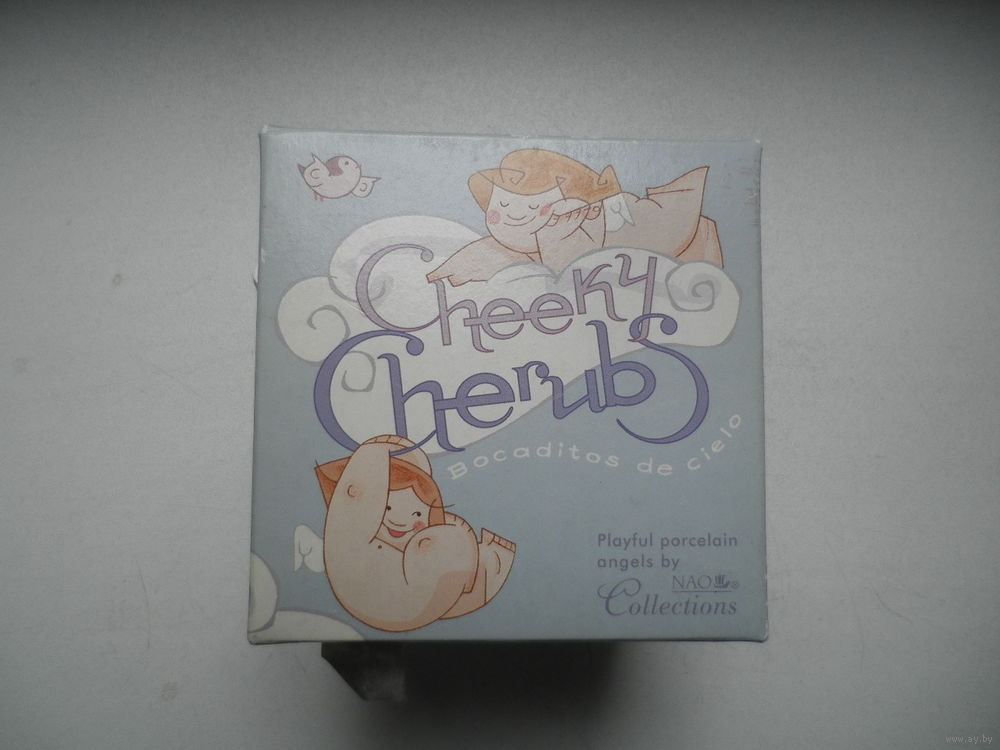 Cheeky
Cherubs
Bocaditos de cielo
Playful porcelain
angels by
NAO®
Collections
www.ay.by